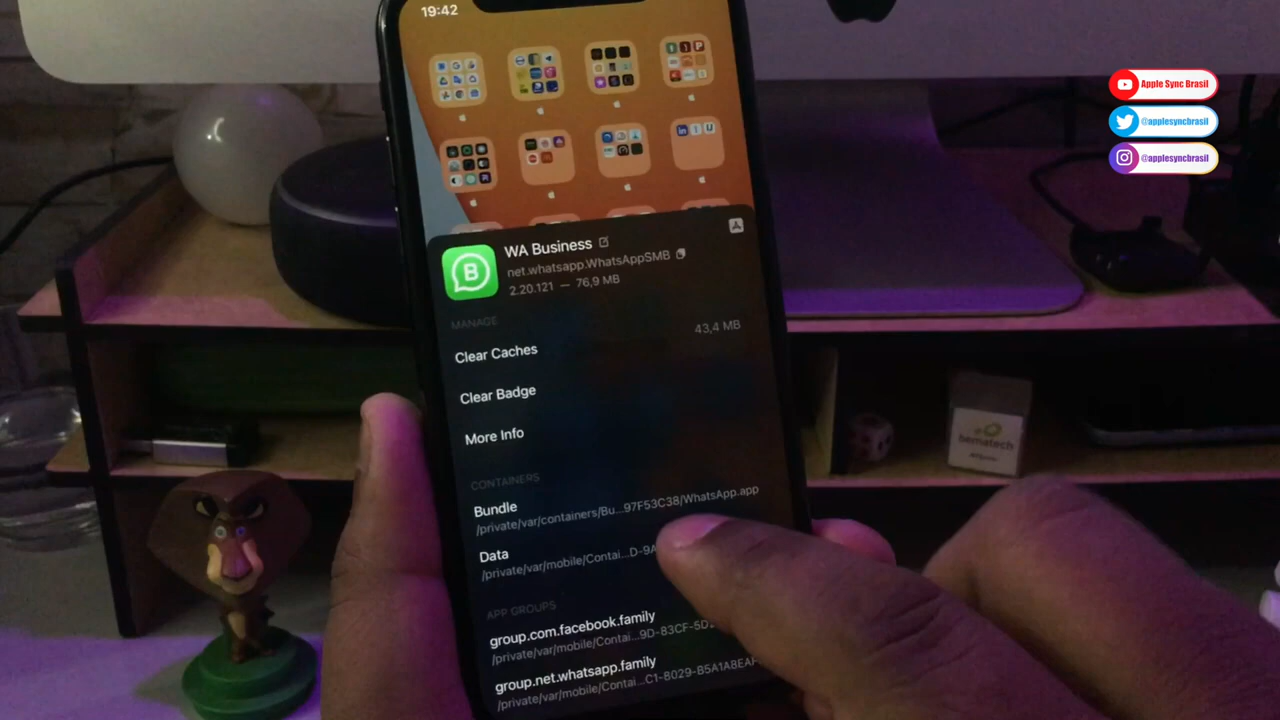 19:42
Apple Sync Brasil
@applesyncbrasil
@applesyncbrasil
WA Business
net.whatsapp.WhatsAppSMB
2.20.121 — 76,9 MB
MANAGE
Clear Caches 43,4 MB
Clear Badge
More Info
CONTAINERS
Bundle
/private/var/containers/Bu...97F53C38/WhatsApp.app
Data
/private/var/mobile/Contai...D-9A
APP GROUPS
group.com.facebook.family
/private/var/mobile/Contai...9D-83CF-5D
group.net.whatsapp.family
/private/var/mobile/Contai...C1-8029-B5A1A8EA
bematech